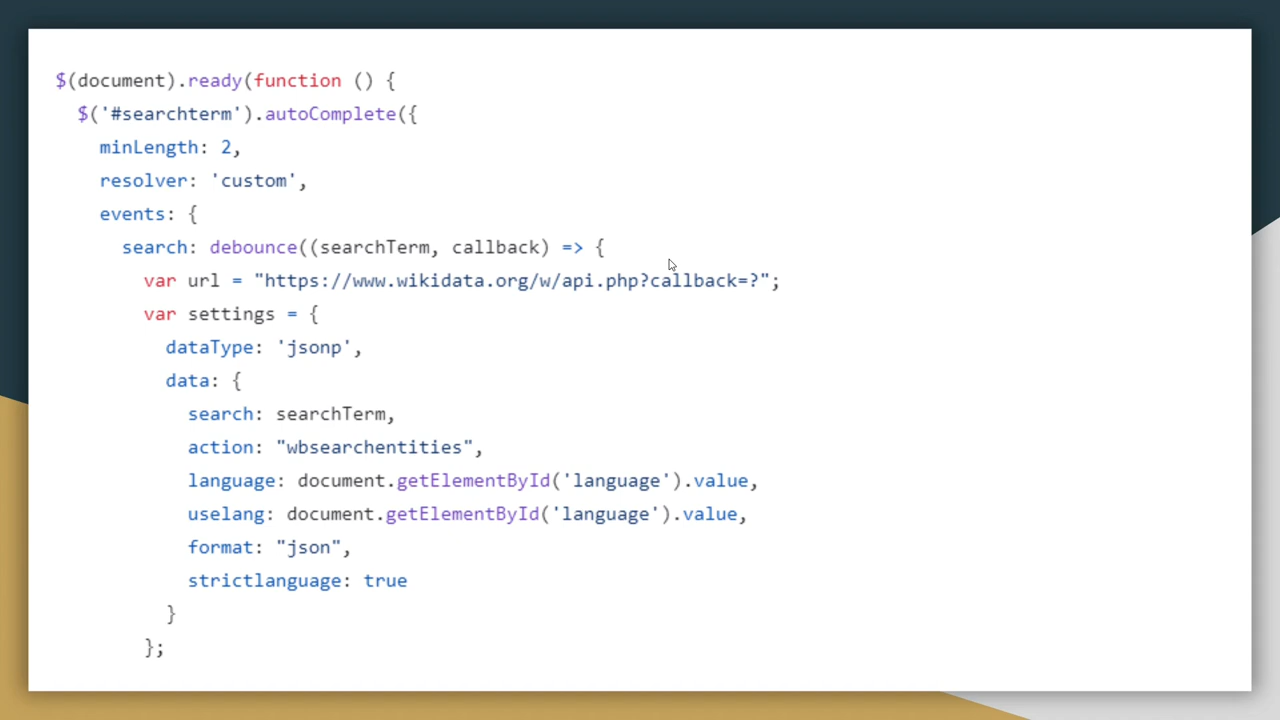 $(document).ready(function () {
$('#searchterm').autoComplete({
minLength: 2,
resolver: 'custom',
events: {
search: debounce((searchTerm, callback) => {
var url = "https://www.wikidata.org/w/api.php?callback=?";
var settings = {
dataType: 'jsonp',
data: {
search: searchTerm,
action: "wbsearchentities",
language: document.getElementById('language').value,
uselang: document.getElementById('language').value,
format: "json",
strictlanguage: true
}
};